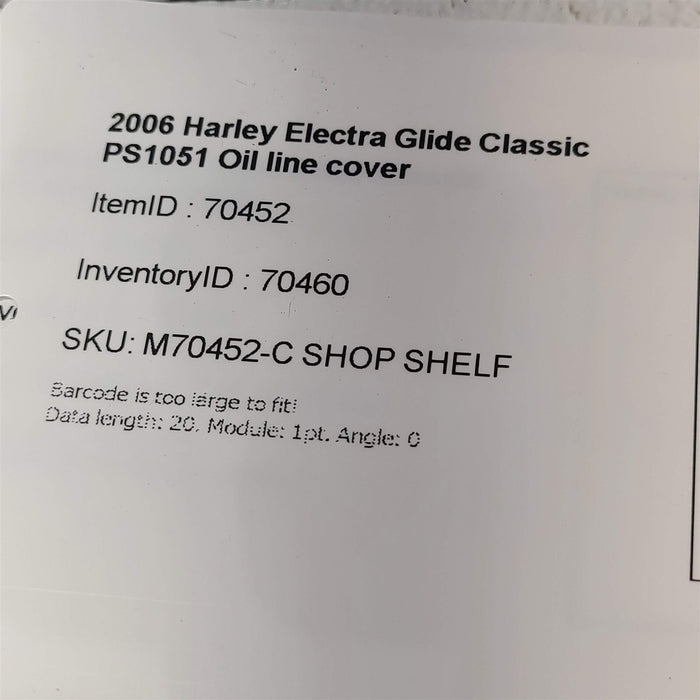 2006 Harley Electra Glide Classic
PS1051 Oil line cover
ItemID : 70452
InventoryID : 70460
SKU: M70452-C SHOP SHELF
Barcode is too large to fit!
Data length: 20, Module: 1pt. Angle: 0